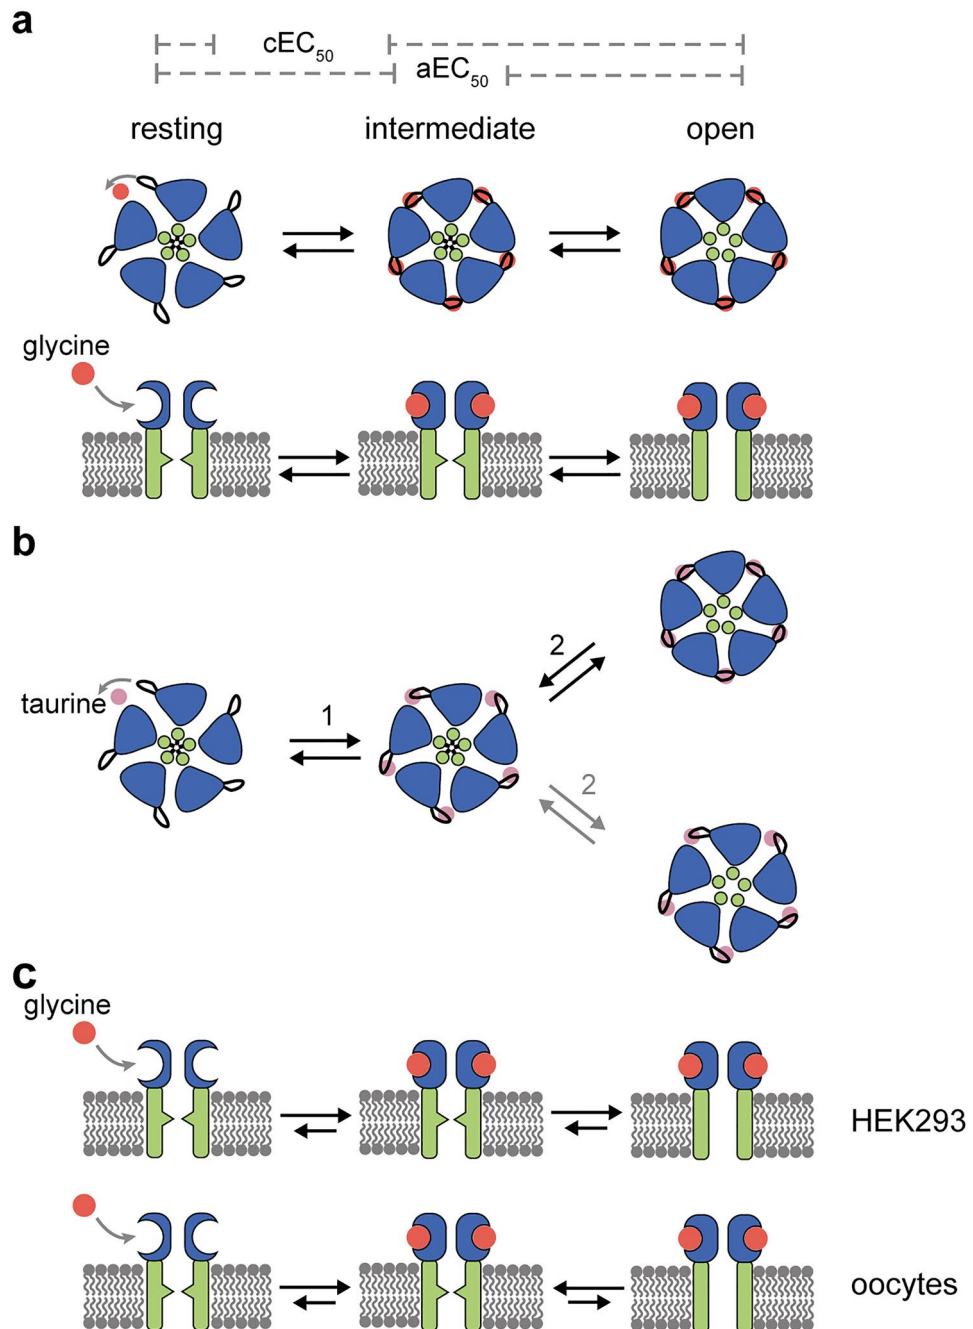 a
cEC50
aEC50
resting
intermediate
open
glycine
b
2
taurine
1
2
c
glycine
HEK293
oocytes